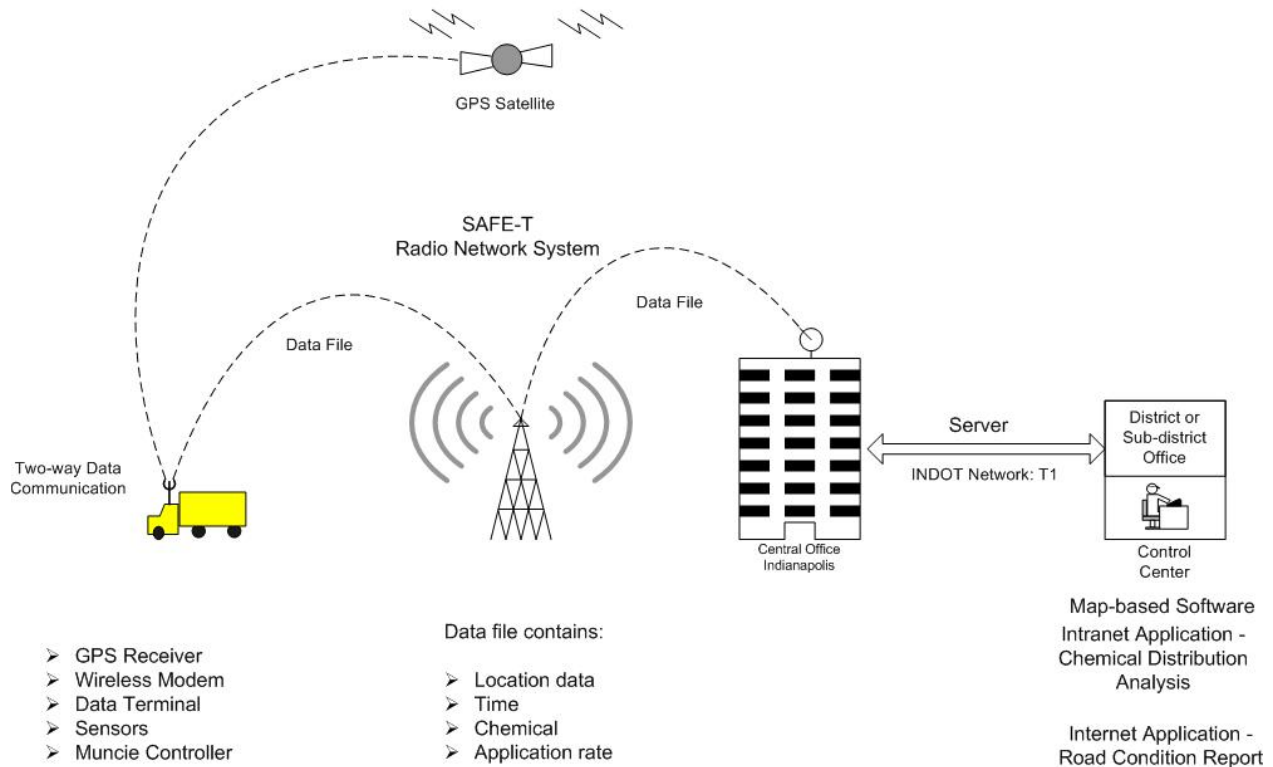 GPS Satellite
SAFE-T
Radio Network System
Data File
Data File
Two-way Data
Communication
Server
INDOT Network: T1
District or
Sub-district
Office
Central Office
Indianapolis
Control
Center
➢ GPS Receiver
➢ Wireless Modem
➢ Data Terminal
➢ Sensors
➢ Muncie Controller
Data file contains:
➢ Location data
➢ Time
➢ Chemical
➢ Application rate
Map-based Software
Intranet Application -
Chemical Distribution
Analysis
Internet Application -
Road Condition Report